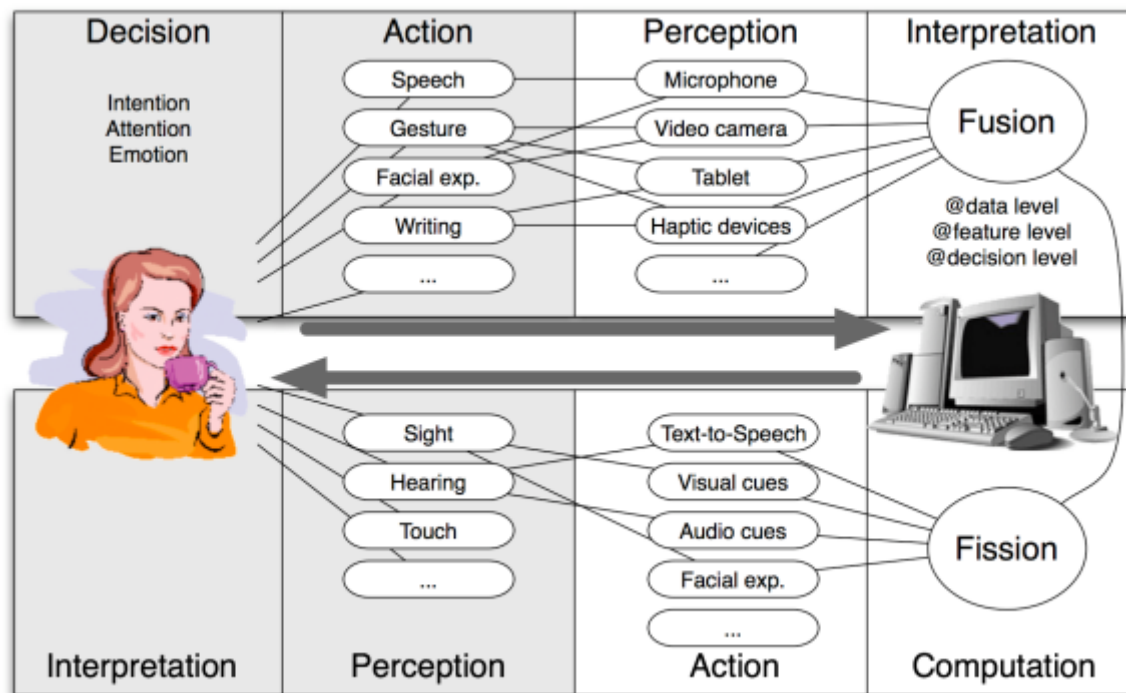 Decision
Action
Perception
Interpretation
Intention
Attention
Emotion
Speech
Gesture
Facial exp.
Writing
...
Microphone
Video camera
Tablet
Haptic devices
...
Fusion
@data level
@feature level
@decision level
Sight
Hearing
Touch
...
Text-to-Speech
Visual cues
Audio cues
Facial exp.
...
Fission
Interpretation
Perception
Action
Computation